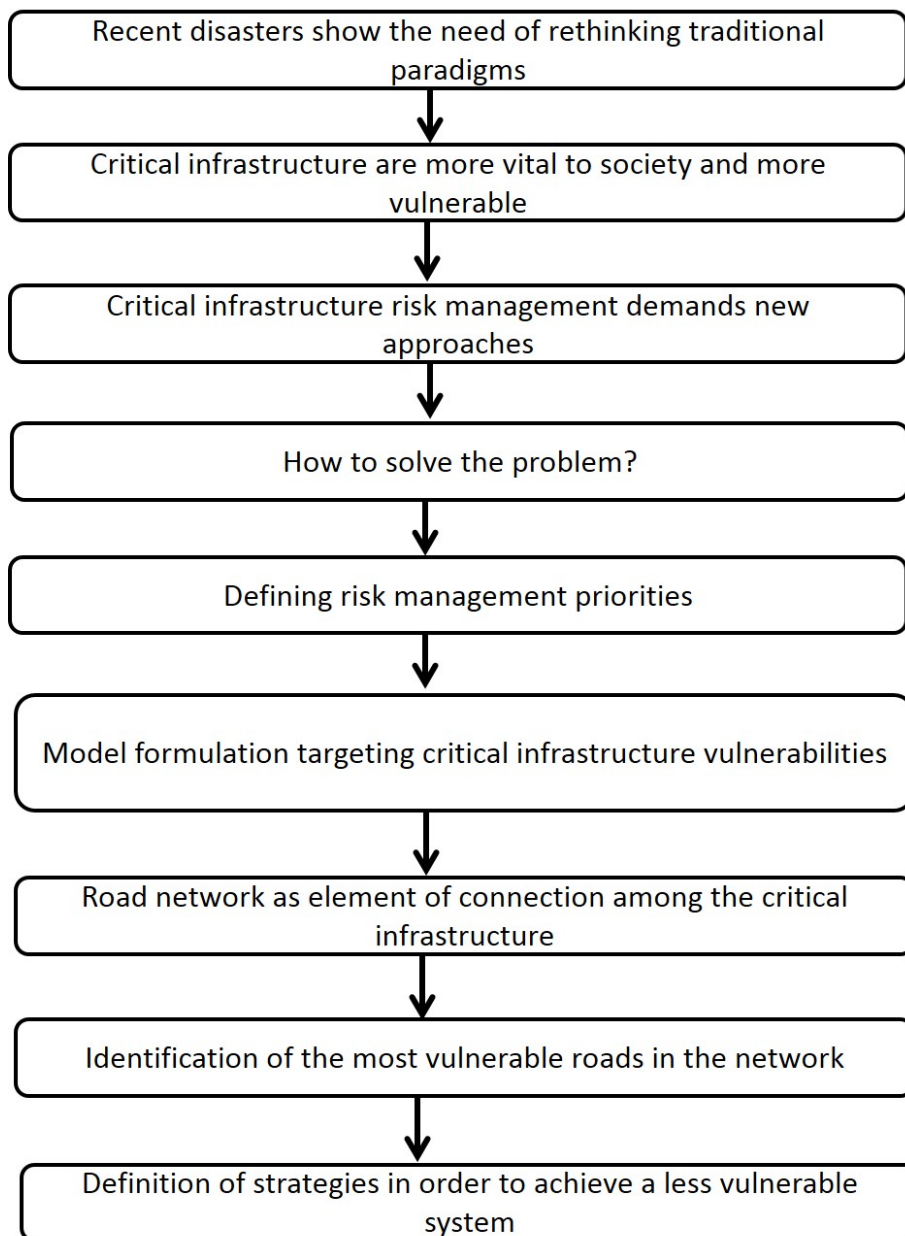 Recent disasters show the need of rethinking traditional
paradigms
Critical infrastructure are more vital to society and more
vulnerable
Critical infrastructure risk management demands new
approaches
How to solve the problem?
Defining risk management priorities
Model formulation targeting critical infrastructure vulnerabilities
Road network as element of connection among the critical
infrastructure
Identification of the most vulnerable roads in the network
Definition of strategies in order to achieve a less vulnerable
system